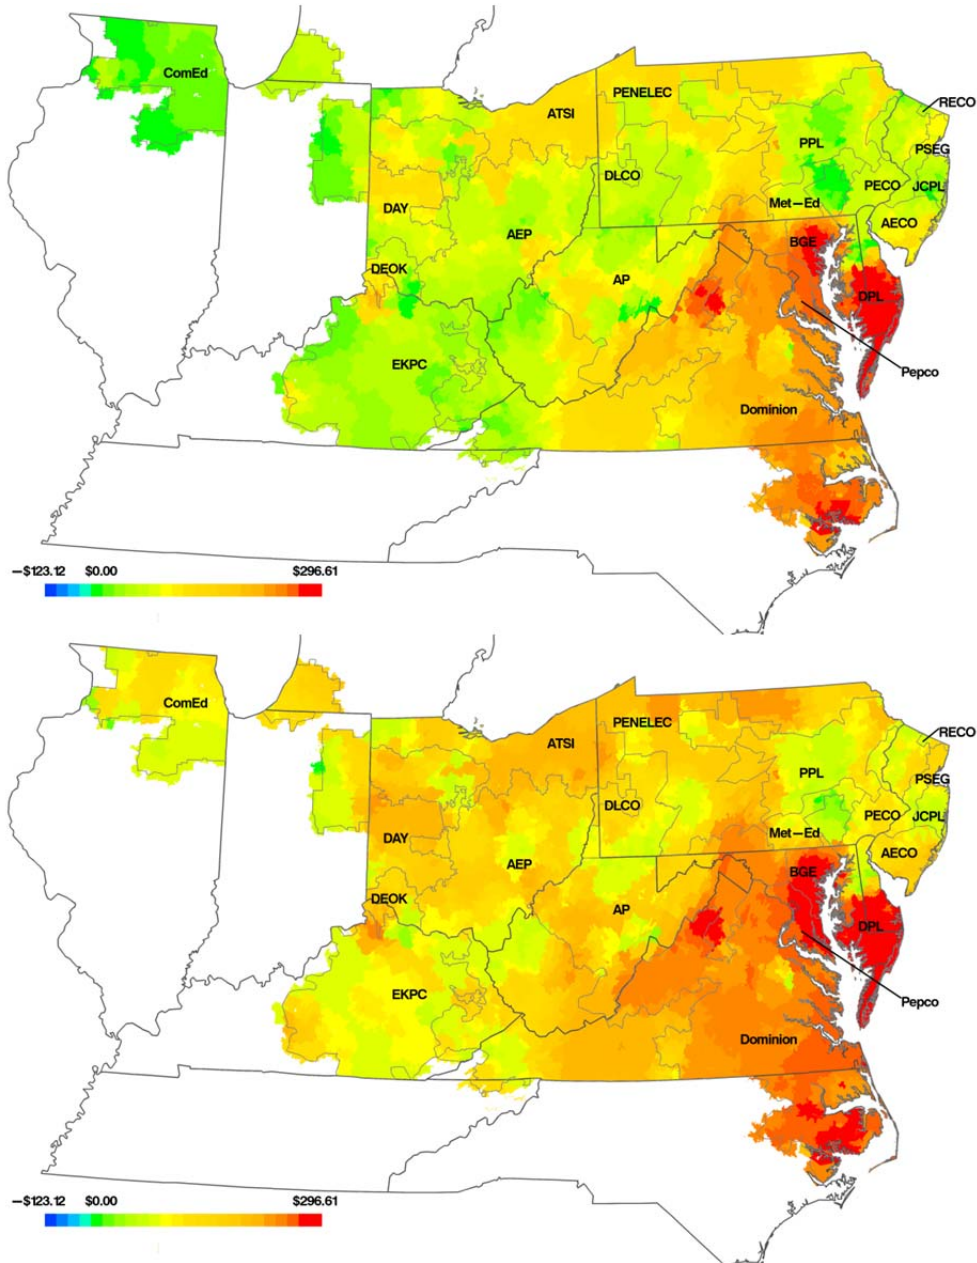 ComEd
RECO
PENELEC
ATSI
PPL
PSEG
DLCO
PECO
JCPL
Met-Ed
DAY
AECO
AEP
BGE
DEOK
AP
DPL
EKPC
Pepco
Dominion
-$123.12 $0.00 $296.61
ComEd
PENELEC
RECO
ATSI
PPL
PSEG
DLCO
PECO
JCPL
Met-Ed
DAY
AECO
AEP
BGE
DEOK
AP
DPL
EKPC
Pepco
Dominion
-$123.12 $0.00 $296.61